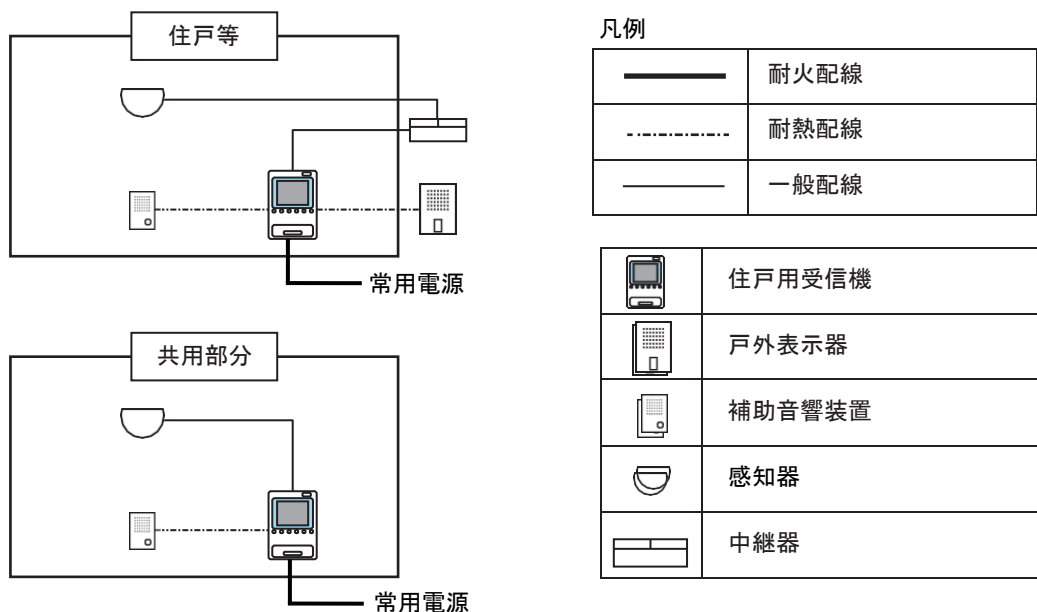 住戸等
常用電源
共用部分
常用電源
凡例
耐火配線
耐熱配線
一般配線
住戸用受信機
戸外表示器
補助音響装置
感知器
中継器